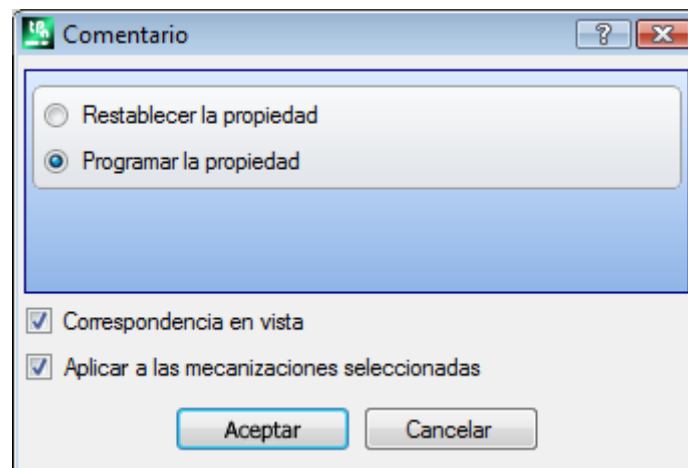 Comentario
Restablecer la propiedad
Programar la propiedad
Correspondencia en vista
Aplicar a las mecanizaciones seleccionadas
Aceptar
Cancelar